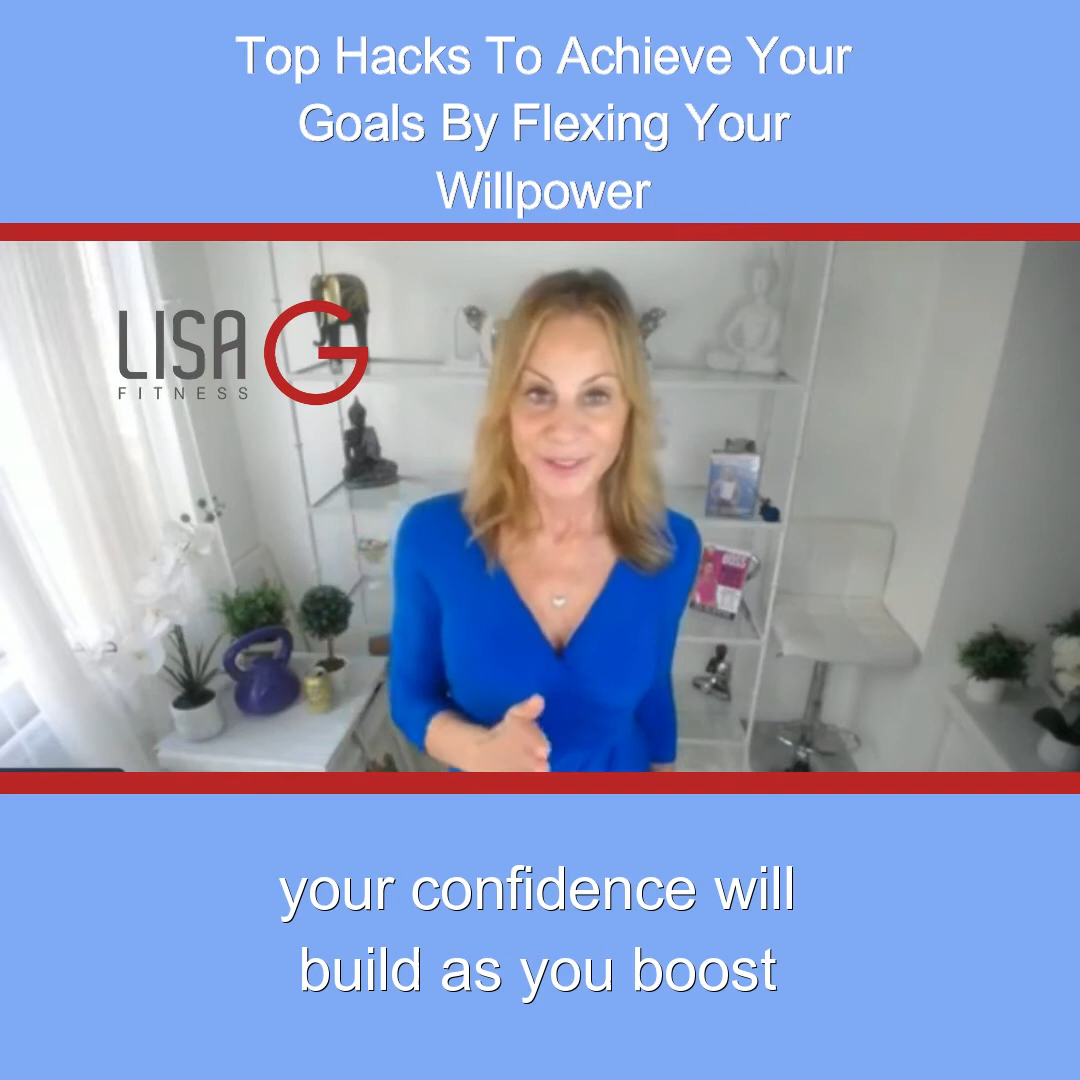 Top Hacks To Achieve Your
Goals By Flexing Your
Willpower
LISA G
FITNESS
your confidence will
build as you boost